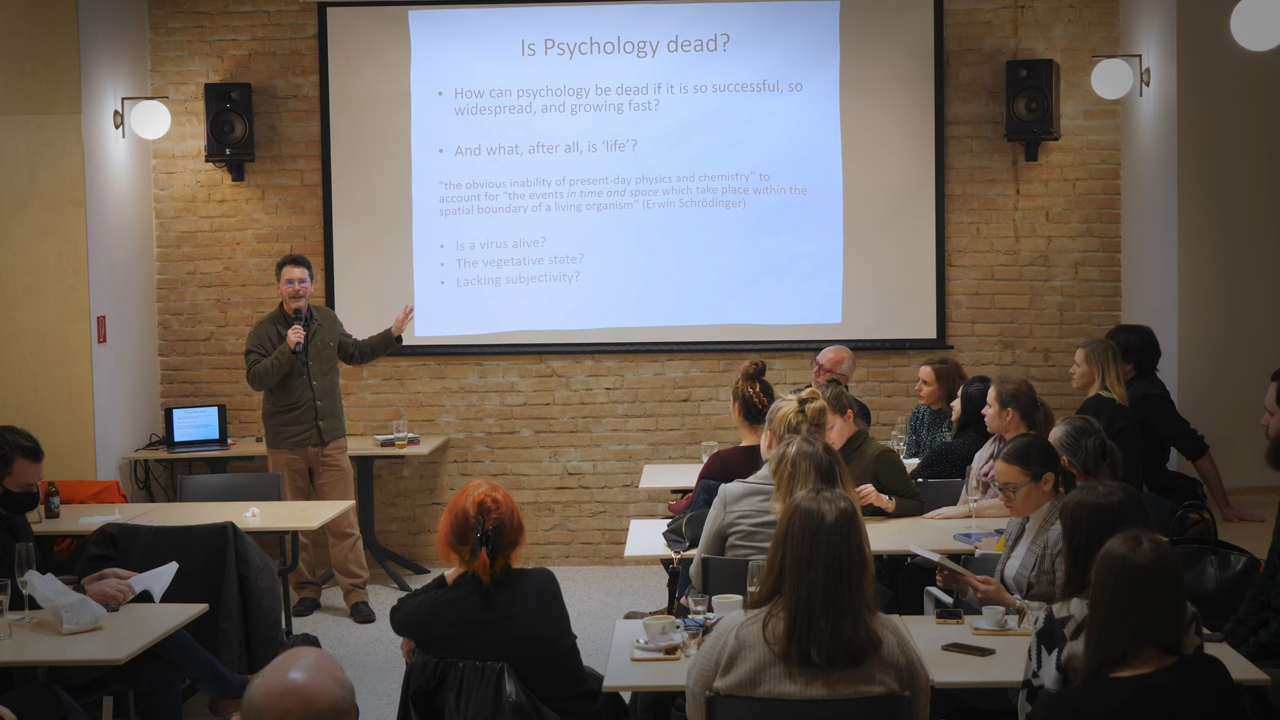 Is Psychology dead?
• How can psychology be dead if it is so successful, so
widespread, and growing fast?
• And what, after all, is ‘life’?
“the obvious inability of present-day physics and chemistry” to
account for “the events in time and space which take place within the
spatial boundary of a living organism” (Erwin Schrödinger)
• Is a virus alive?
• The vegetative state?
• Lacking subjectivity?